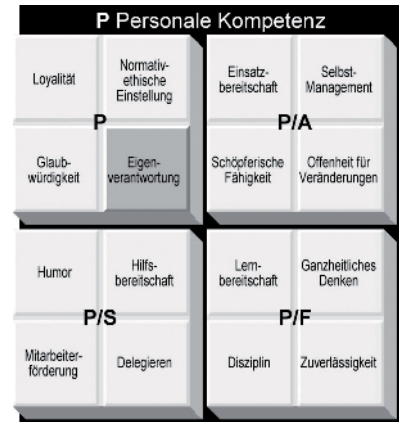 P Personale Kompetenz
Loyalität
Normativ-
ethische
Einstellung
P
Glaub-
würdigkeit
Eigen-
verantwortung
Einsatz-
bereitschaft
Selbst-
Management
P/A
Schöpferische
Fähigkeit
Offenheit für
Veränderungen
Humor
Hilfs-
bereitschaft
P/S
Mitarbeiter-
förderung
Delegieren
Lern-
bereitschaft
Ganzheitliches
Denken
P/F
Disziplin
Zuverlässigkeit